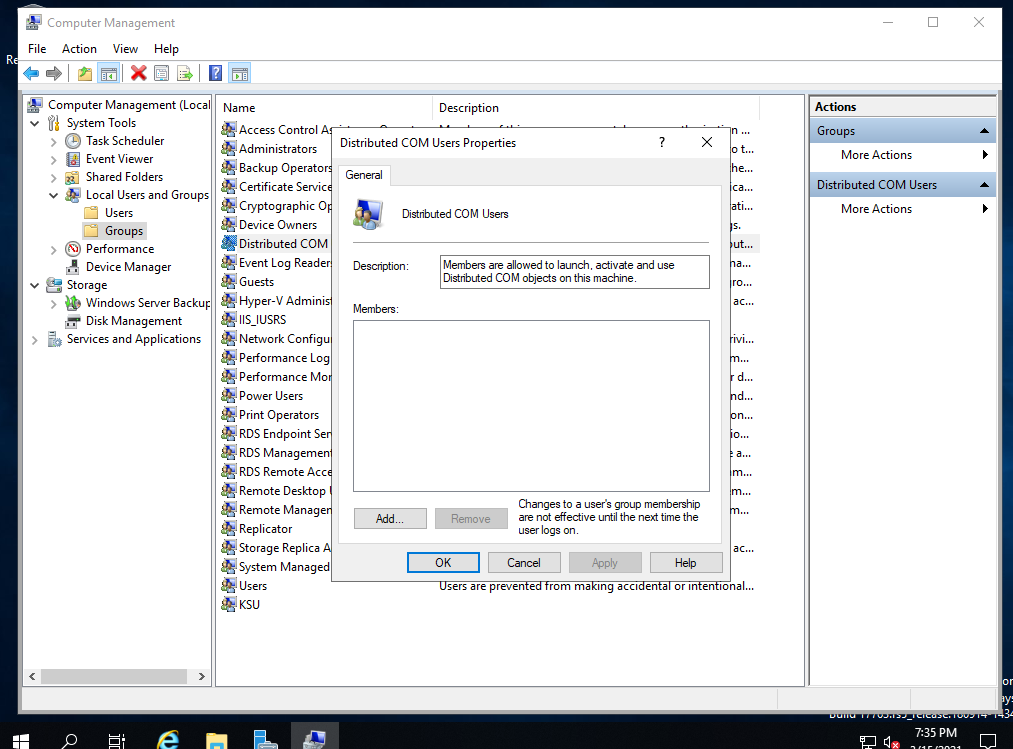 Computer Management
File Action View Help
Computer Management (Local
System Tools
Task Scheduler
Event Viewer
Shared Folders
Local Users and Groups
Users
Groups
Performance
Device Manager
Storage
Windows Server Backup
Disk Management
Services and Applications
Name Description
Access Control
Administrators
Backup Operators
Certificate Service
Cryptographic Op
Device Owners
Distributed COM
Event Log Readers
Guests
Hyper-V Administ
IIS_IUSRS
Network Configu
Performance Log
Performance Mor
Power Users
Print Operators
RDS Endpoint Ser
RDS Management
RDS Remote Acce
Remote Desktop
Remote Manager
Replicator
Storage Replica A
System Managed
Users Users are prevented from making accidental or intentional...
KSU
Distributed COM Users Properties
? 
General
Distributed COM Users
Description: Members are allowed to launch, activate and use
Distributed COM objects on this machine.
Members:
Add... Remove
Changes to a user's group membership
are not effective until the next time the
user logs on.
OK Cancel Apply Help
Actions
Groups
More Actions
Distributed COM Users
More Actions
7:35 PM